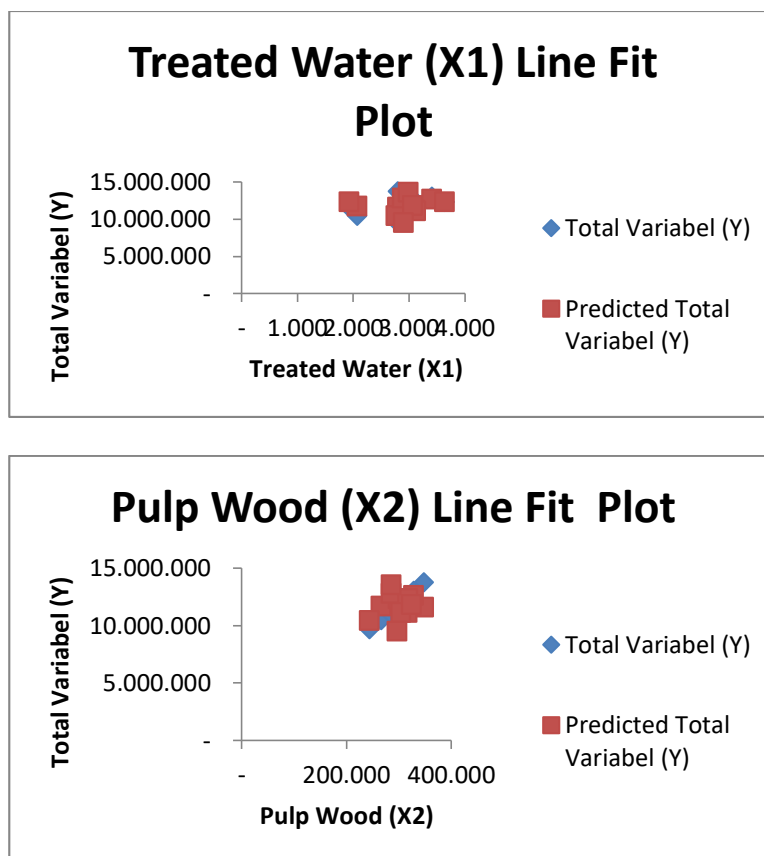 Treated Water (X1) Line Fit
Plot
Total Variabel (Y)
15.000.000
10.000.000
5.000.000
-
- 1.000 2.000 3.000 4.000
Treated Water (X1)
Total Variabel (Y)
Predicted Total
Variabel (Y)
Pulp Wood (X2) Line Fit Plot
Total Variabel (Y)
15.000.000
10.000.000
5.000.000
-
- 200.000 400.000
Pulp Wood (X2)
Total Variabel (Y)
Predicted Total
Variabel (Y)